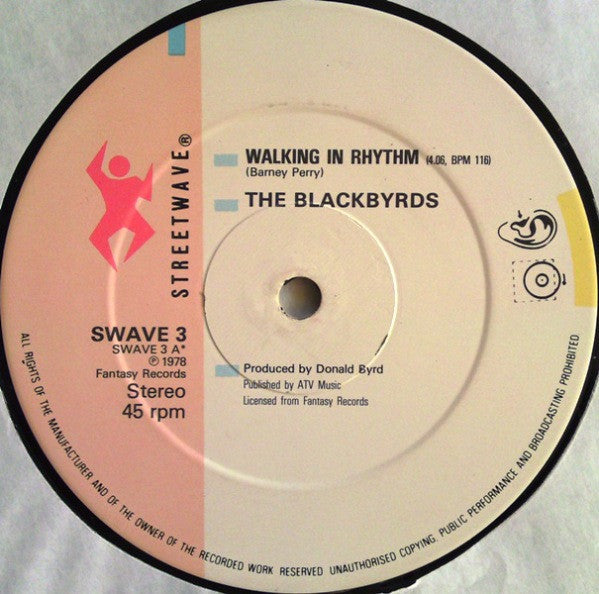 STREETWAVE®
WALKING IN RHYTHM (4.06, BPM 116)
(Barney Perry)
THE BLACKBYRDS
SWAVE 3
SWAVE 3 A*
℗ 1978
Fantasy Records
Stereo
45 rpm
Produced by Donald Byrd
Published by ATV Music
Licensed from Fantasy Records
ALL RIGHTS OF THE MANUFACTURER AND OF THE OWNER OF THE RECORDED WORK RESERVED UNAUTHORISED COPYING, PUBLIC PERFORMANCE AND BROADCASTING PROHIBITED